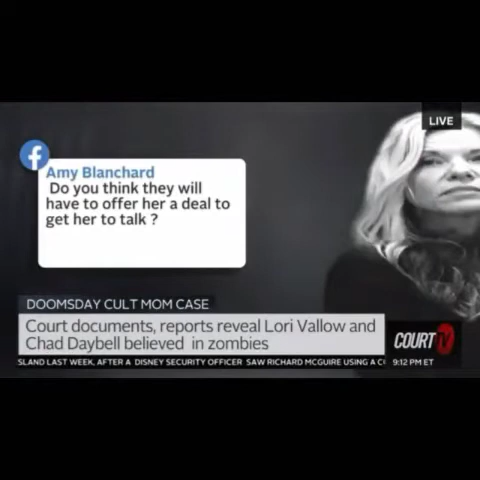 LIVE
Amy Blanchard
Do you think they will
have to offer her a deal to
get her to talk ?
DOOMSDAY CULT MOM CASE
Court documents, reports reveal Lori Vallow and
Chad Daybell believed in zombies
COURT TV
SLAND LAST WEEK, AFTER A DISNEY SECURITY OFFICER SAW RICHARD MCGUIRE USING A
9:12 PM ET